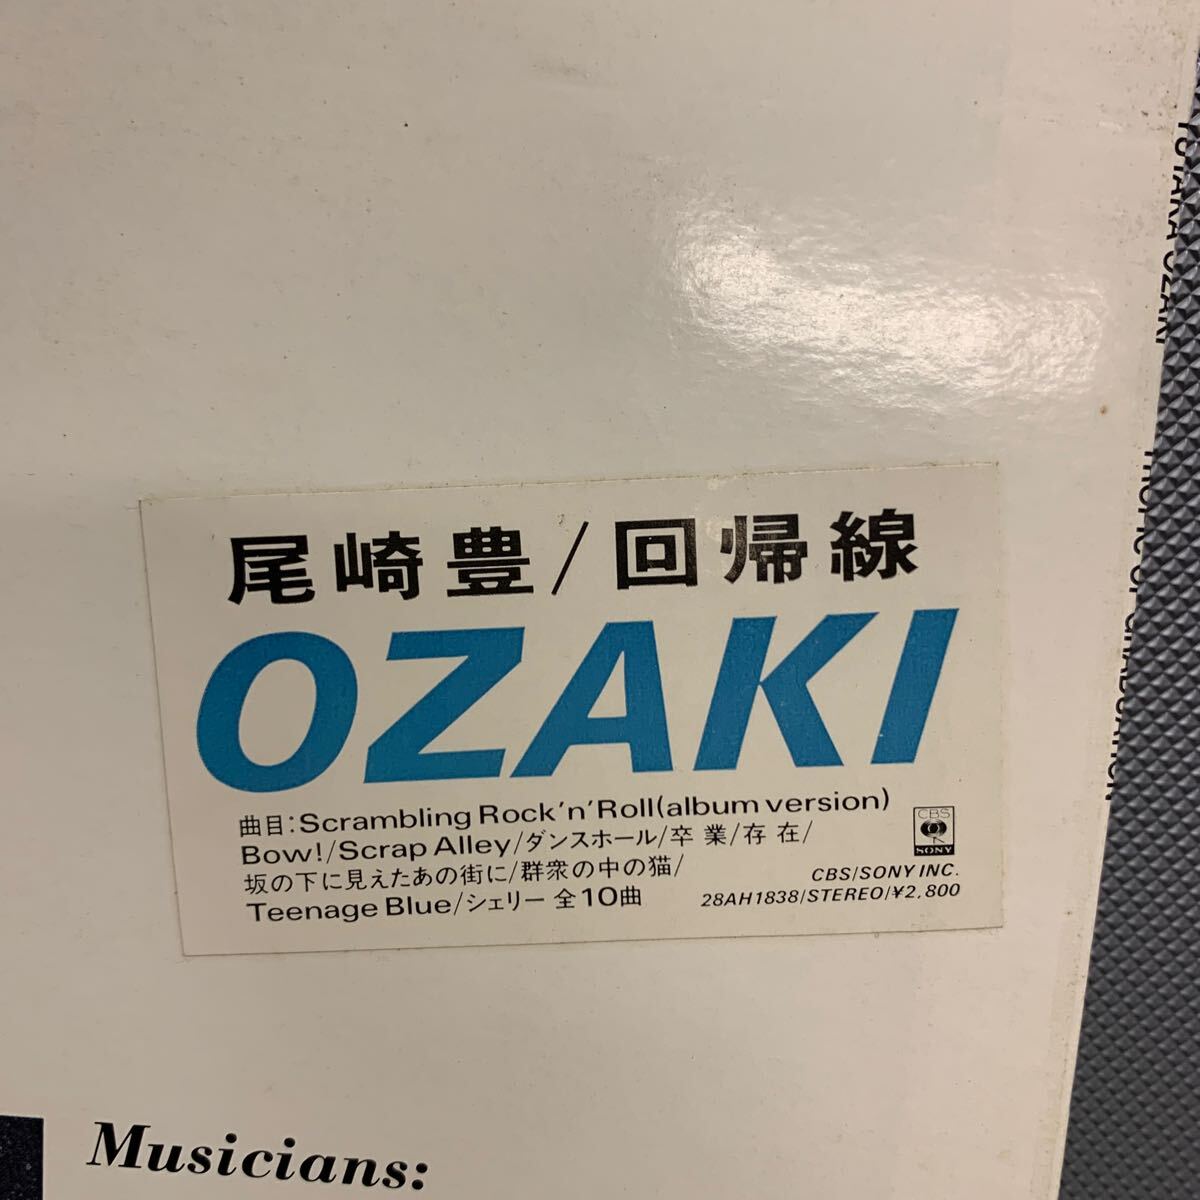 尾崎豊/回帰線
OZAKI
曲目:Scrambling Rock'n'Roll(album version)
Bow!/Scrap Alley/ダンスホール/卒業/存在/
坂の下に見えたあの街に/群衆の中の猫/
Teenage Blue/シェリー 全10曲
CBS
SONY
CBS/SONY INC.
28AH1838/STEREO/¥2,800
Musicians:
YUTAKA OZAKI